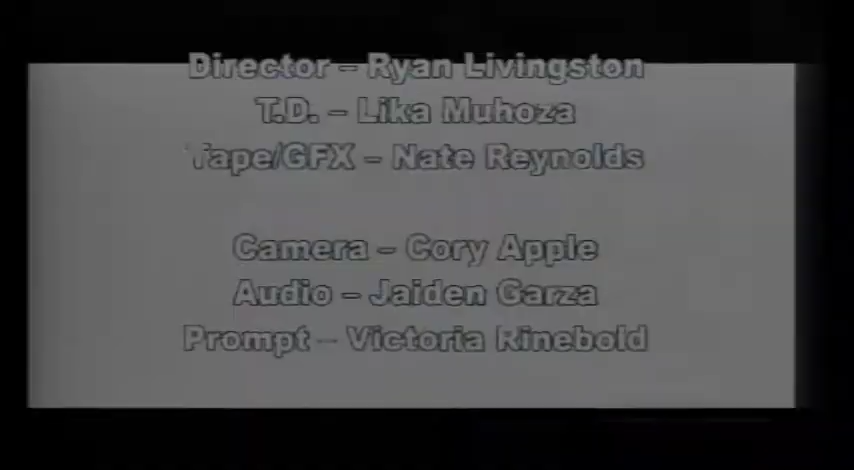 Director – Ryan Livingston
T.D. – Lika Muhoza
Tape/GFX – Nate Reynolds
Camera – Cory Apple
Audio – Jaiden Garza
Prompt – Victoria Rinebold